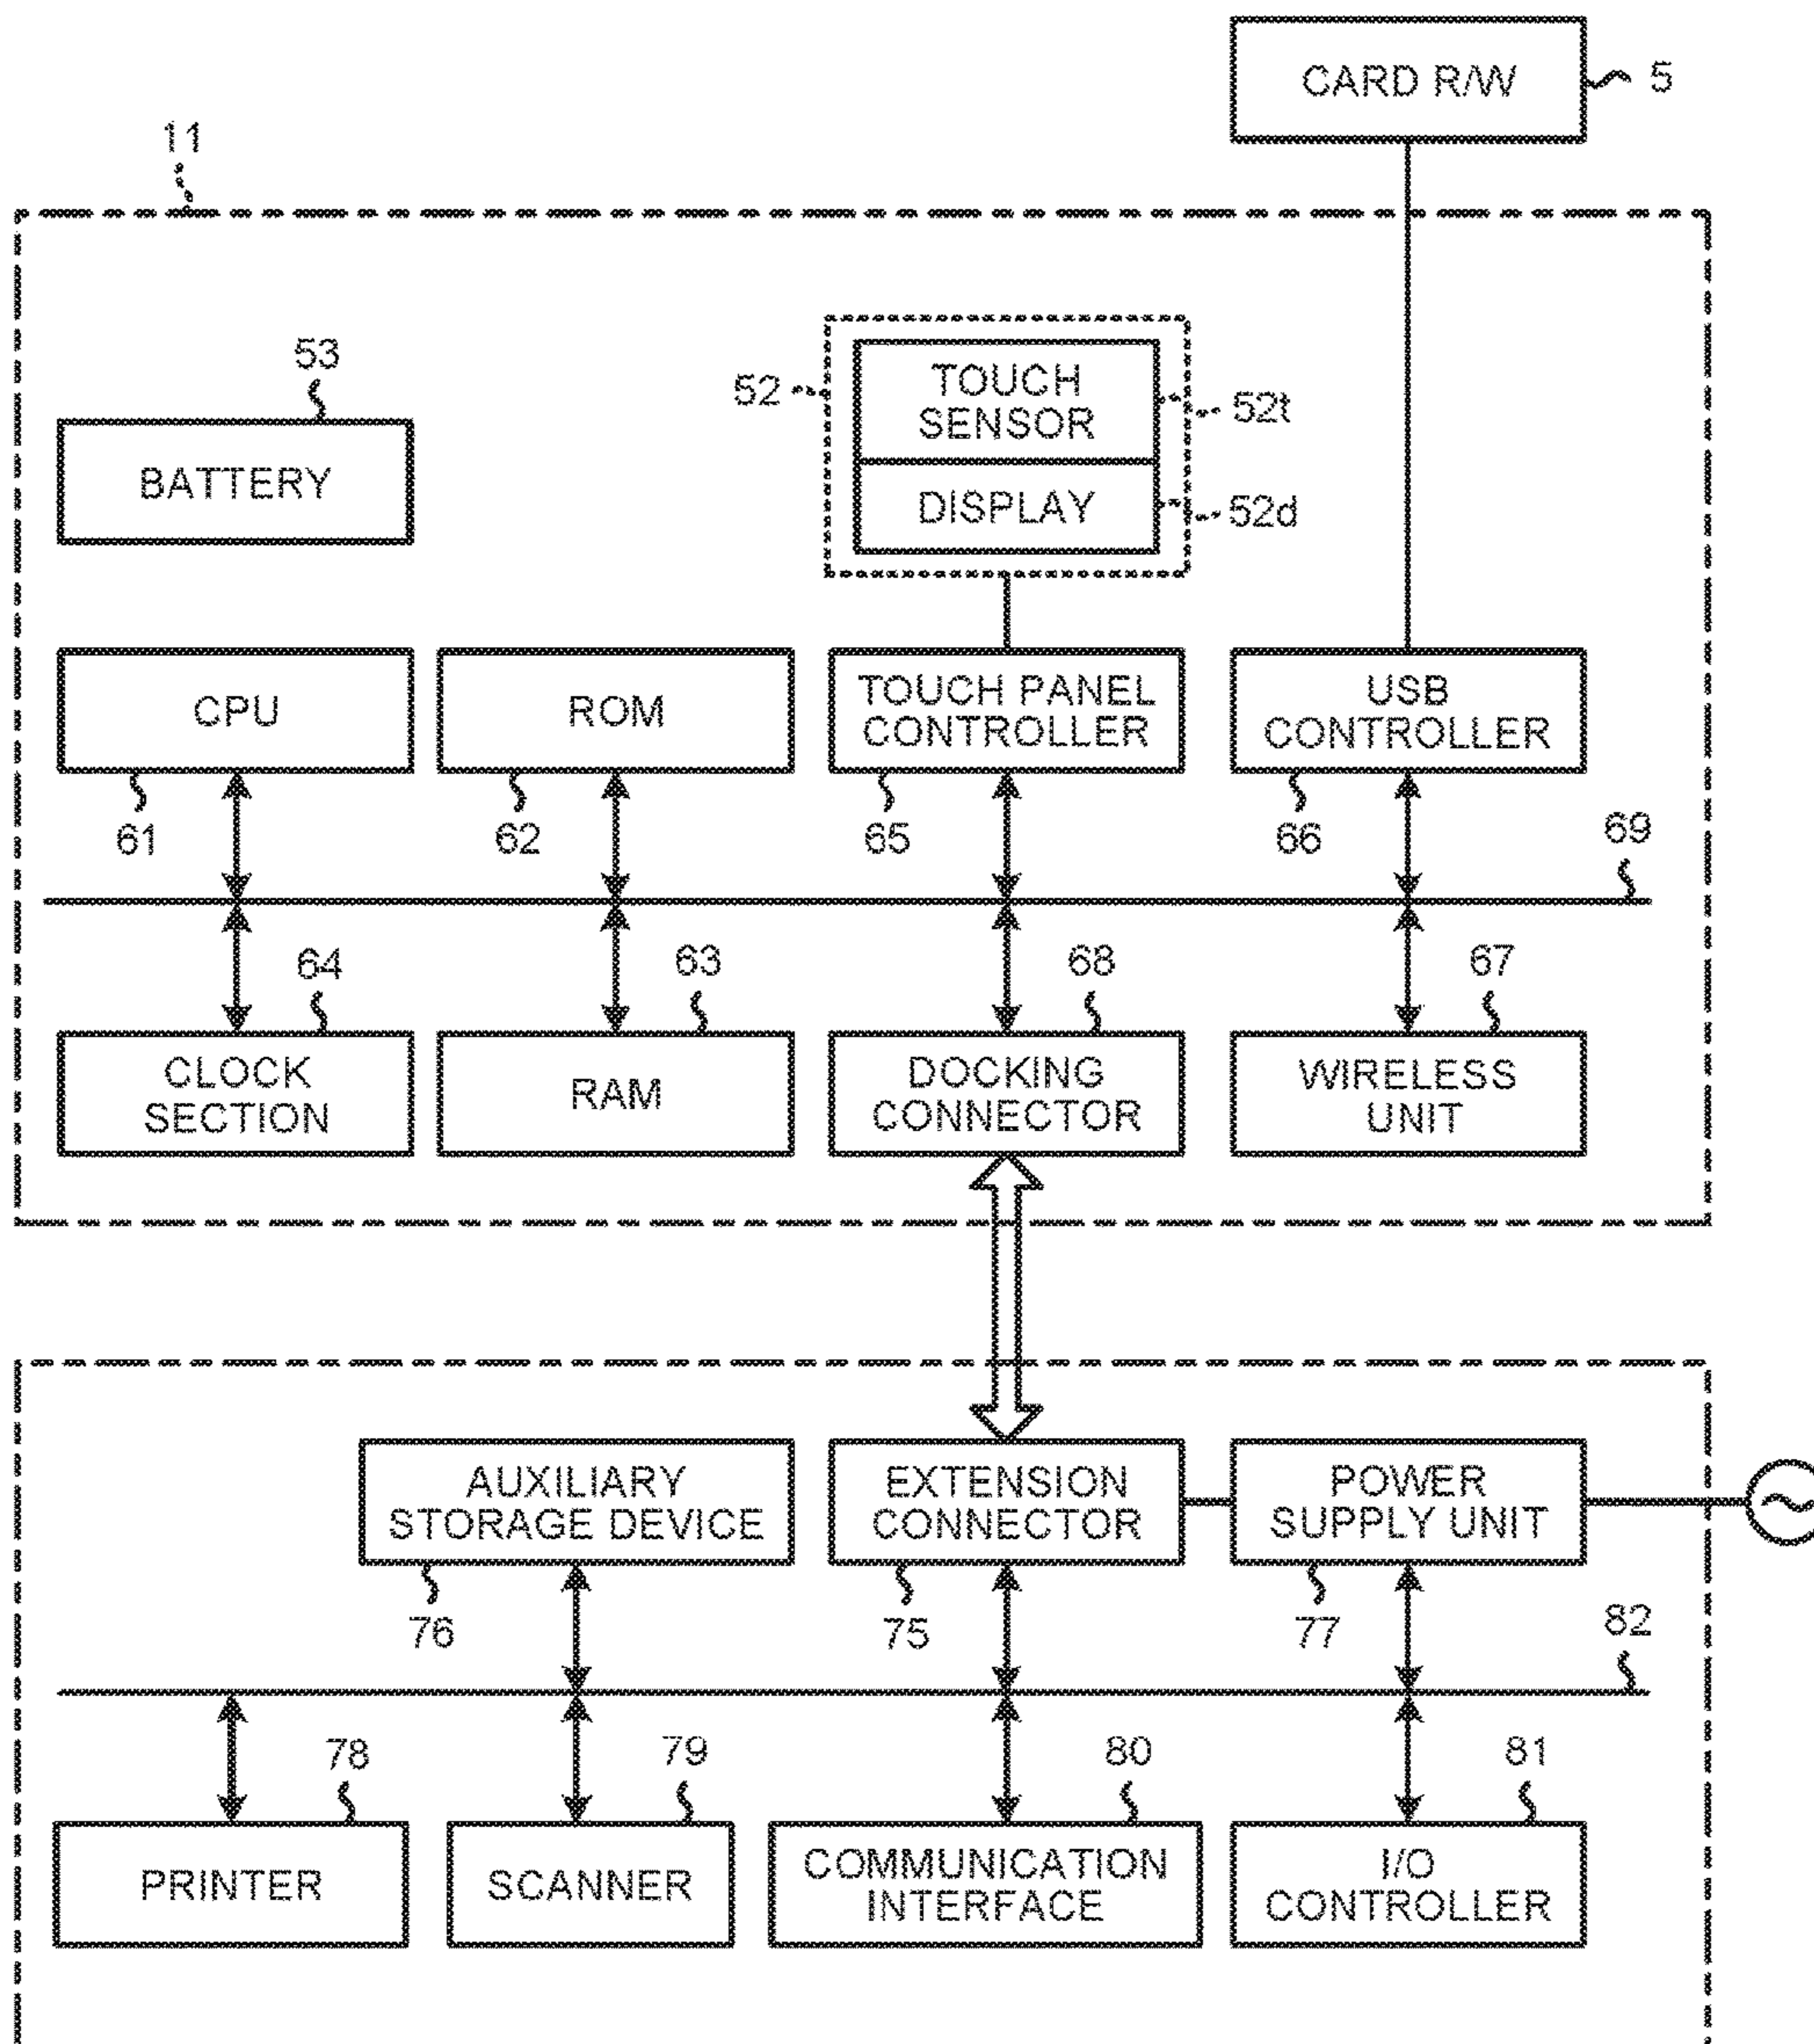 CARD R/W
5
11
53
BATTERY
52
TOUCH
SENSOR
52t
DISPLAY
52d
CPU
ROM
TOUCH PANEL
CONTROLLER
USB
CONTROLLER
61
62
65
66
69
64
63
68
67
CLOCK
SECTION
RAM
DOCKING
CONNECTOR
WIRELESS
UNIT
AUXILIARY
STORAGE DEVICE
EXTENSION
CONNECTOR
POWER
SUPPLY UNIT
76
75
77
82
78
79
80
81
PRINTER
SCANNER
COMMUNICATION
INTERFACE
I/O
CONTROLLER